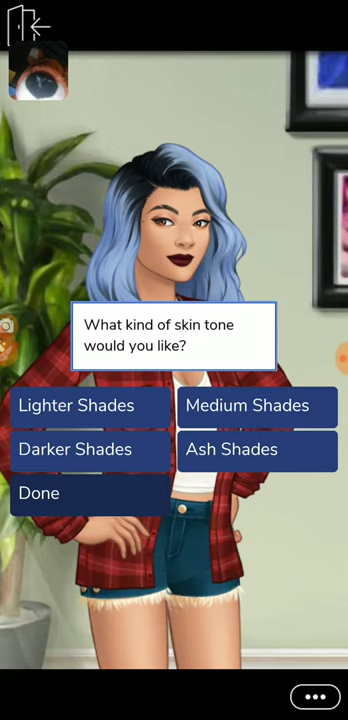 What kind of skin tone
would you like?
Lighter Shades
Medium Shades
Darker Shades
Ash Shades
Done